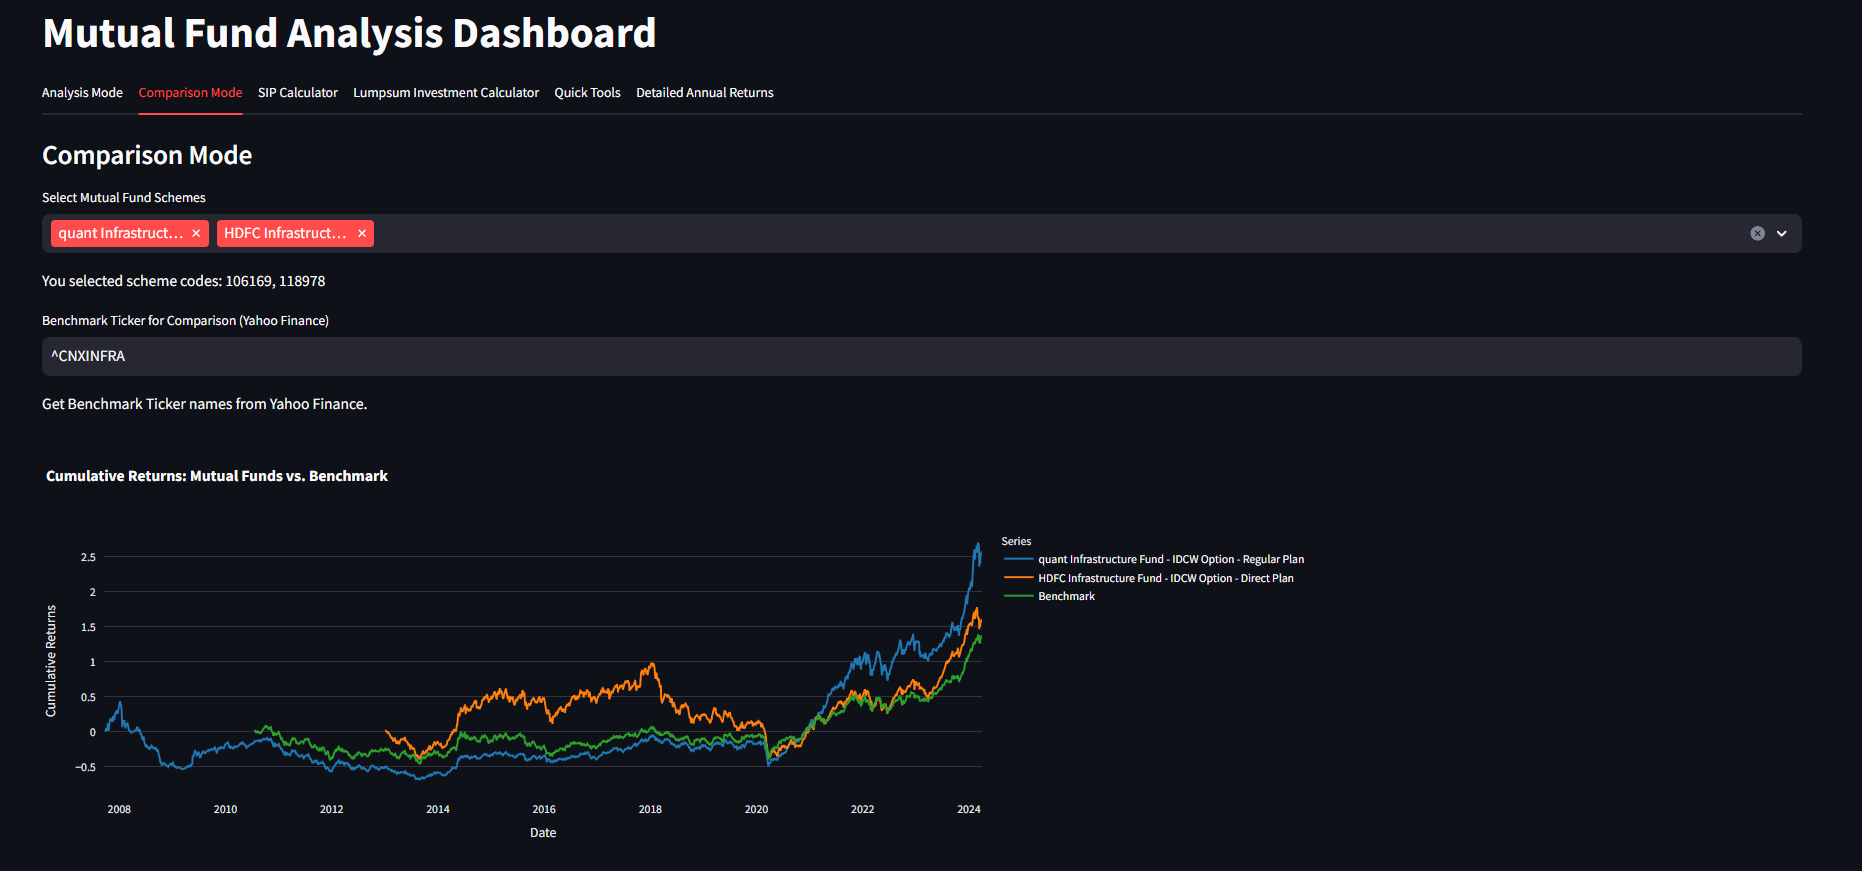 Mutual Fund Analysis Dashboard
Analysis Mode Comparison Mode SIP Calculator Lumpsum Investment Calculator Quick Tools Detailed Annual Returns
Comparison Mode
Select Mutual Fund Schemes
quant Infrastruct... × HDFC Infrastruct... ×
You selected scheme codes: 106169, 118978
Benchmark Ticker for Comparison (Yahoo Finance)
^CNXINFRA
Get Benchmark Ticker names from Yahoo Finance.
Cumulative Returns: Mutual Funds vs. Benchmark
Series
quant Infrastructure Fund - IDCW Option - Regular Plan
HDFC Infrastructure Fund - IDCW Option - Direct Plan
Benchmark
Cumulative Returns
2.5
2
1.5
1
0.5
0
−0.5
2008 2010 2012 2014 2016 2018 2020 2022 2024
Date